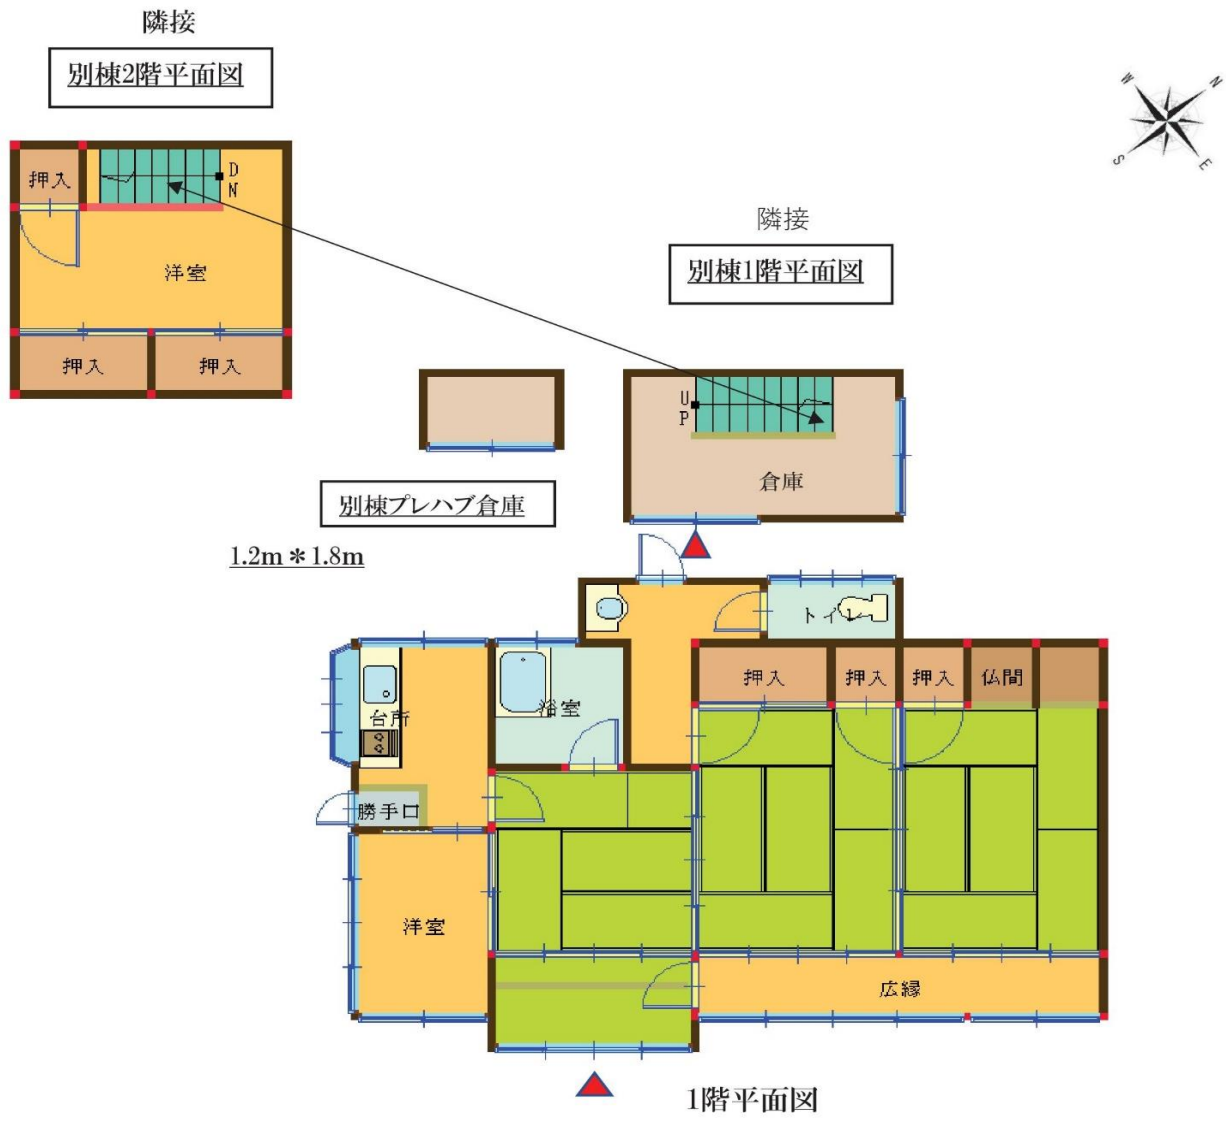 隣接
別棟2階平面図
W
N
S
E
押入
D
N
洋室
押入
押入
隣接
別棟1階平面図
U
P
倉庫
別棟プレハブ倉庫
1.2m＊1.8m
トイレ
台所
浴室
押入
押入
押入
仏間
勝手口
洋室
広縁
1階平面図